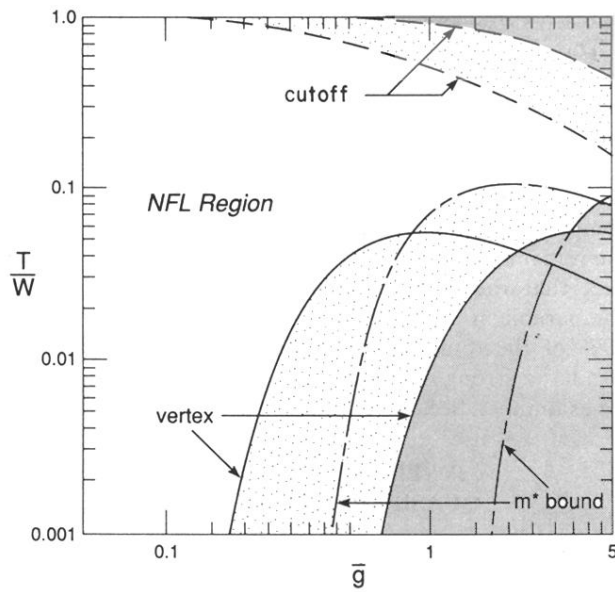 1.0
cutoff
0.1
NFL Region
T
W
0.01
vertex
m* bound
0.001
0.1
1
5
g̅